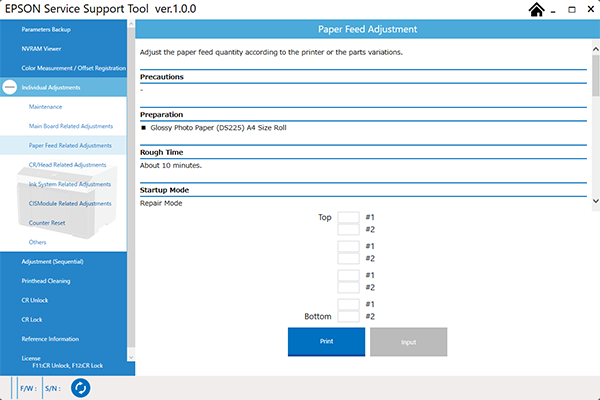 EPSON Service Support Tool ver.1.0.0
Parameters Backup
NVRAM Viewer
Color Measurement / Offset Registration
Individual Adjustments
Maintenance
Main Board Related Adjustments
Paper Feed Related Adjustments
CR/Head Related Adjustments
Ink System Related Adjustments
CISModule Related Adjustments
Counter Reset
Others
Adjustment (Sequential)
Printhead Cleaning
CR Unlock
CR Lock
Reference Information
License
F11:CR Unlock, F12:CR Lock
Paper Feed Adjustment
Adjust the paper feed quantity according to the printer or the parts variations.
Precautions
-
Preparation
■ Glossy Photo Paper (DS225) A4 Size Roll
Rough Time
About 10 minutes.
Startup Mode
Repair Mode
Top #1
#2
#1
#2
#1
#2
#1
Bottom #2
Print Input
F/W : S/N :